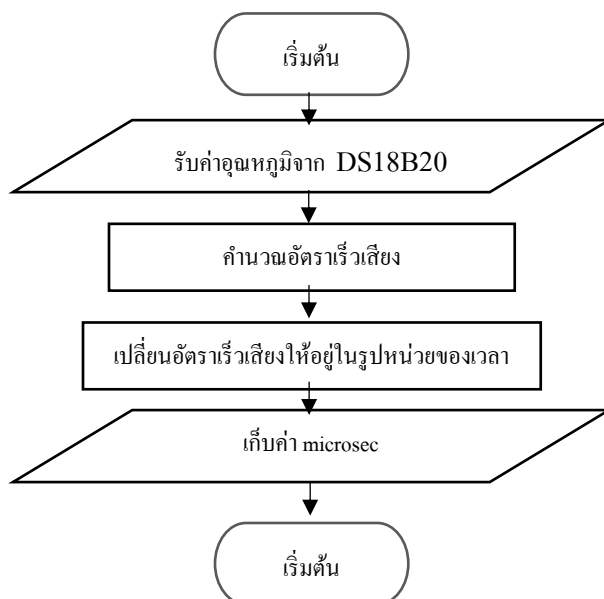 เริ่มต้น
รับค่าอุณหภูมิจาก DS18B20
คำนวณอัตราเร็วเสียง
เปลี่ยนอัตราเร็วเสียงให้อยู่ในรูปหน่วยของเวลา
เก็บค่า microsec
เริ่มต้น